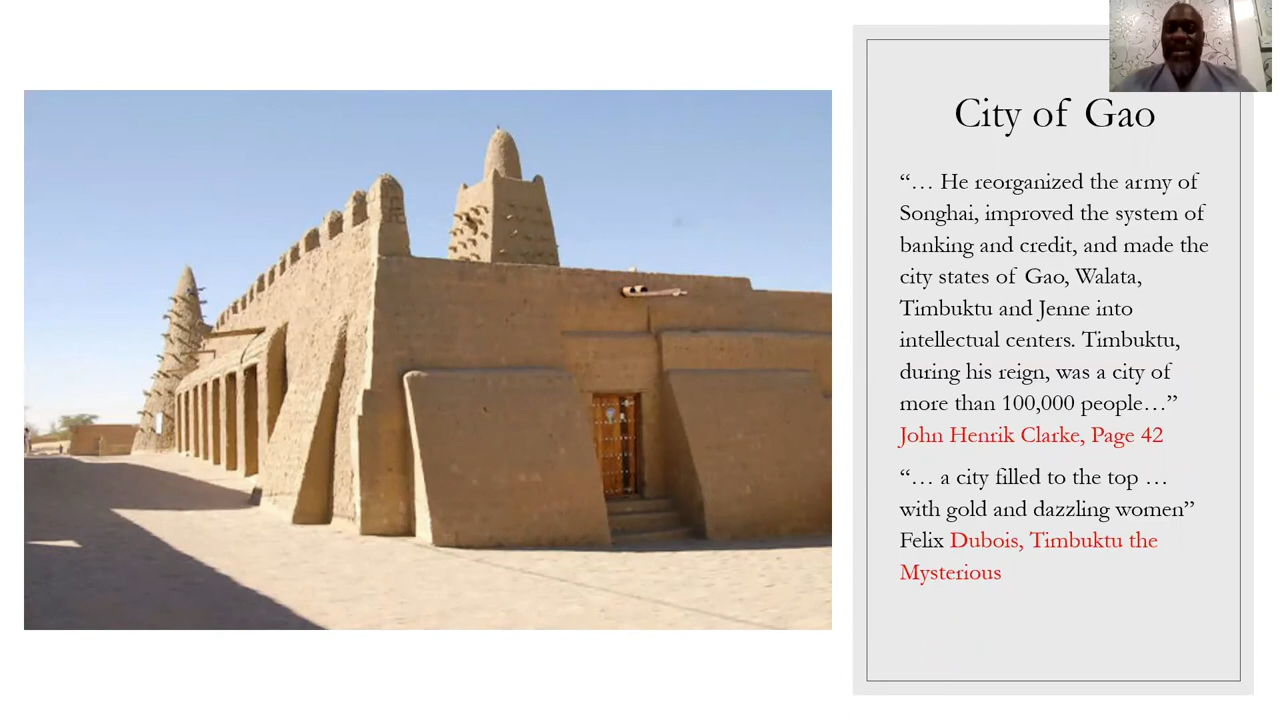 City of Gao
“… He reorganized the army of
Songhai, improved the system of
banking and credit, and made the
city states of Gao, Walata,
Timbuktu and Jenne into
intellectual centers. Timbuktu,
during his reign, was a city of
more than 100,000 people…”
John Henrik Clarke, Page 42
“… a city filled to the top …
with gold and dazzling women”
Felix Dubois, Timbuktu the
Mysterious